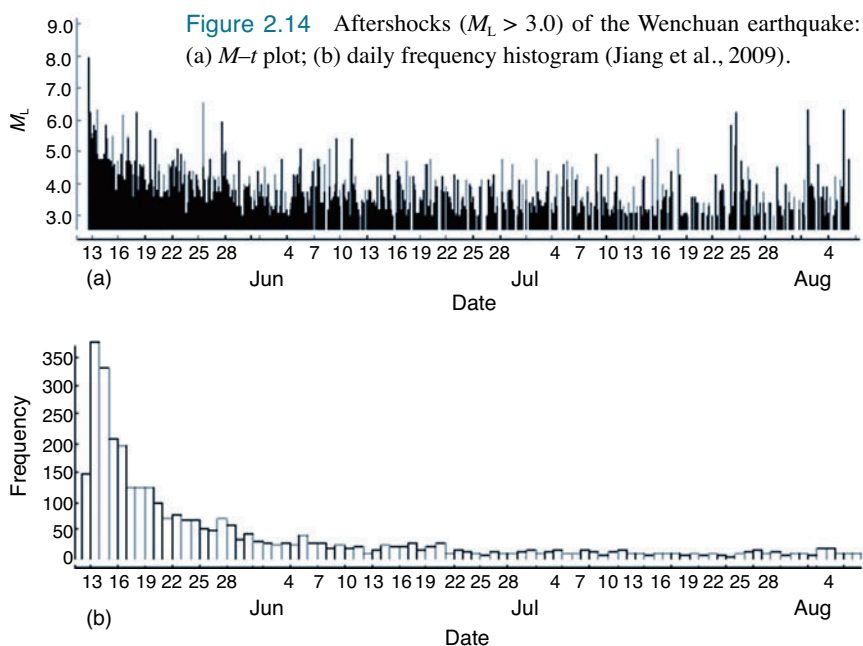 Figure 2.14 Aftershocks (M_L > 3.0) of the Wenchuan earthquake:
(a) M–t plot; (b) daily frequency histogram (Jiang et al., 2009).
9.0
8.0
7.0
6.0
5.0
4.0
3.0
M_L
13 16 19 22 25 28 4 7 10 13 16 19 22 25 28 4 7 10 13 16 19 22 25 28 4
(a) Jun Jul Aug
Date
350
300
250
200
150
100
50
0
Frequency
13 16 19 22 25 28 4 7 10 13 16 19 22 25 28 4 7 10 13 16 19 22 25 28 4
(b) Jun Jul Aug
Date